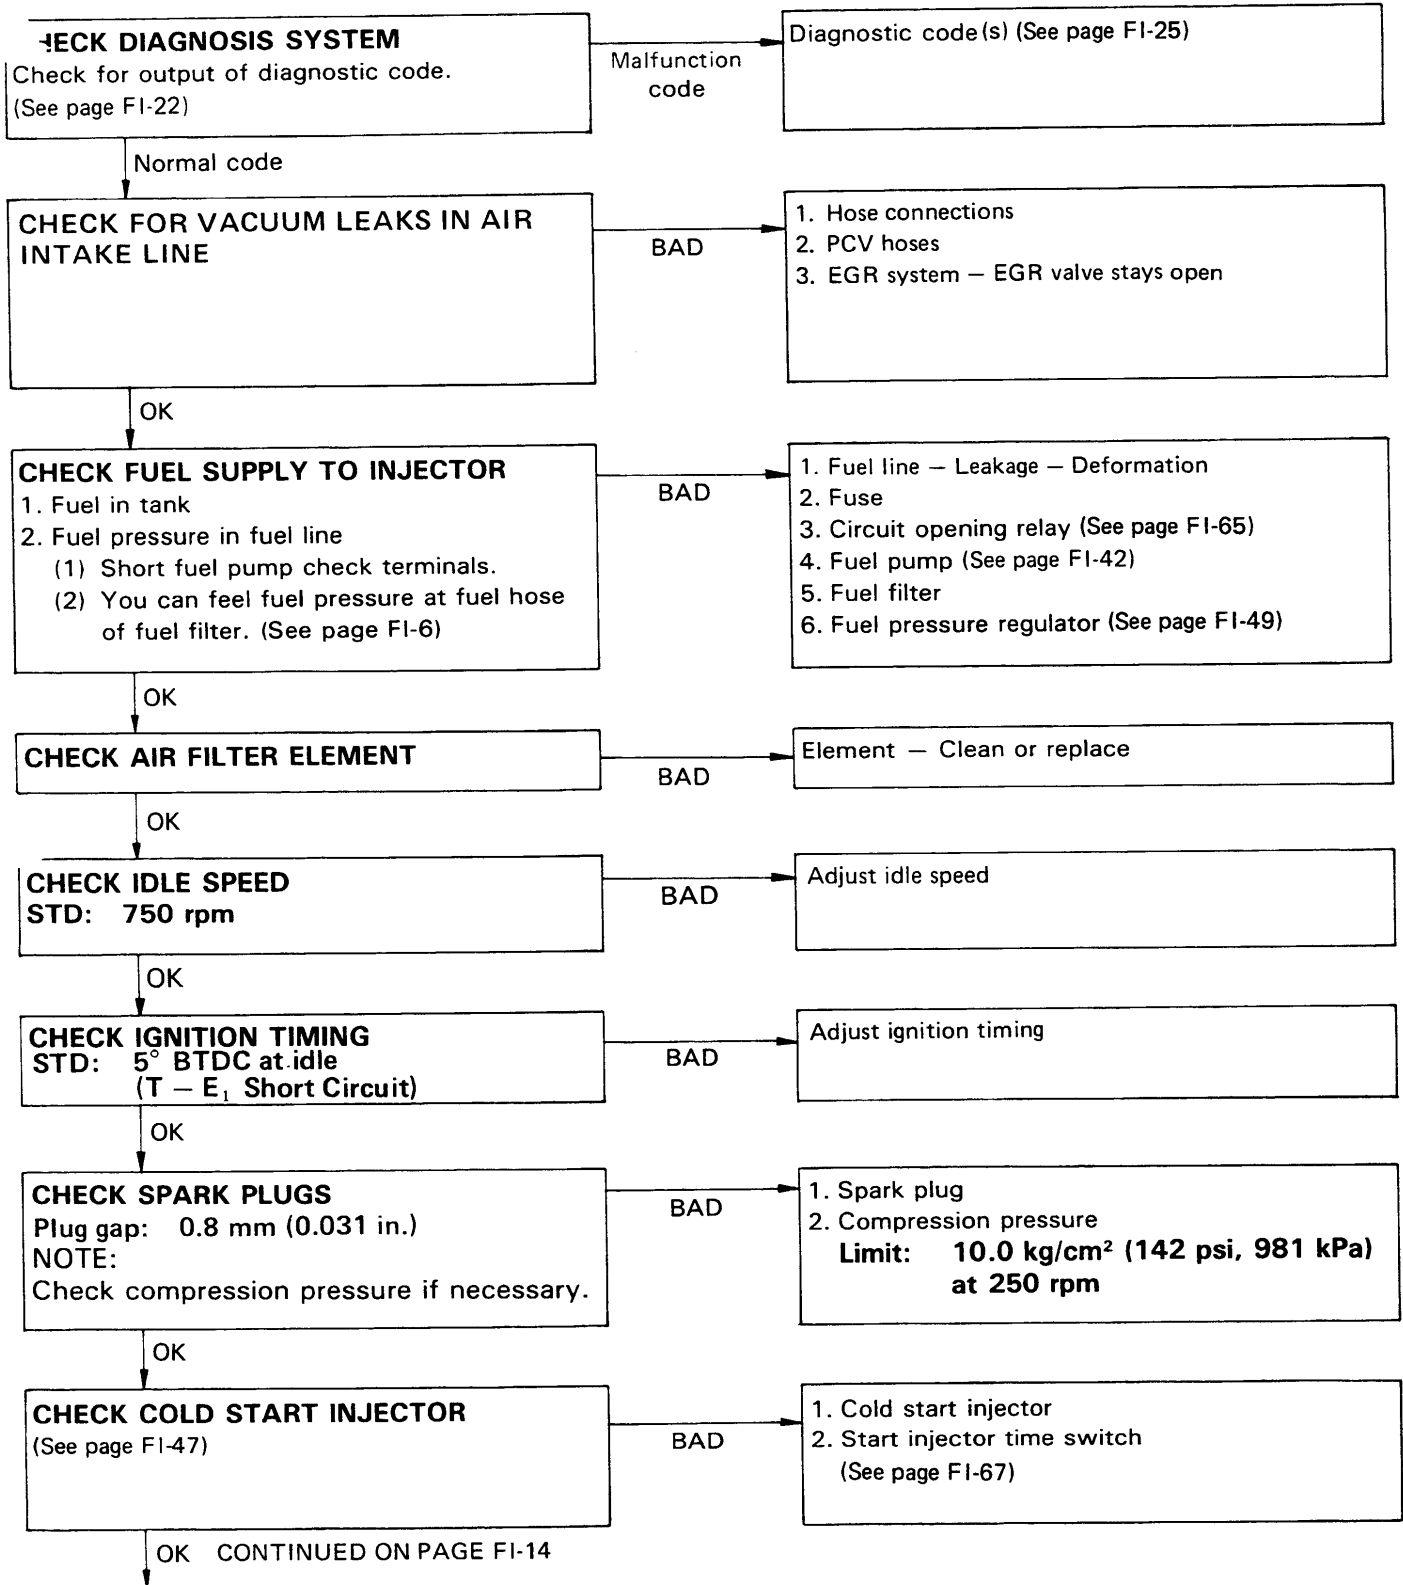 HECK DIAGNOSIS SYSTEM
Check for output of diagnostic code.
(See page FI-22)
Malfunction
code
Diagnostic code(s) (See page FI-25)
Normal code
CHECK FOR VACUUM LEAKS IN AIR
INTAKE LINE
BAD
1. Hose connections
2. PCV hoses
3. EGR system — EGR valve stays open
OK
CHECK FUEL SUPPLY TO INJECTOR
1. Fuel in tank
2. Fuel pressure in fuel line
(1) Short fuel pump check terminals.
(2) You can feel fuel pressure at fuel hose
of fuel filter. (See page FI-6)
BAD
1. Fuel line — Leakage — Deformation
2. Fuse
3. Circuit opening relay (See page FI-65)
4. Fuel pump (See page FI-42)
5. Fuel filter
6. Fuel pressure regulator (See page FI-49)
OK
CHECK AIR FILTER ELEMENT
BAD
Element — Clean or replace
OK
CHECK IDLE SPEED
STD: 750 rpm
BAD
Adjust idle speed
OK
CHECK IGNITION TIMING
STD: 5° BTDC at idle
(T — E₁ Short Circuit)
BAD
Adjust ignition timing
OK
CHECK SPARK PLUGS
Plug gap: 0.8 mm (0.031 in.)
NOTE:
Check compression pressure if necessary.
BAD
1. Spark plug
2. Compression pressure
Limit: 10.0 kg/cm² (142 psi, 981 kPa)
at 250 rpm
OK
CHECK COLD START INJECTOR
(See page FI-47)
BAD
1. Cold start injector
2. Start injector time switch
(See page FI-67)
OK CONTINUED ON PAGE FI-14